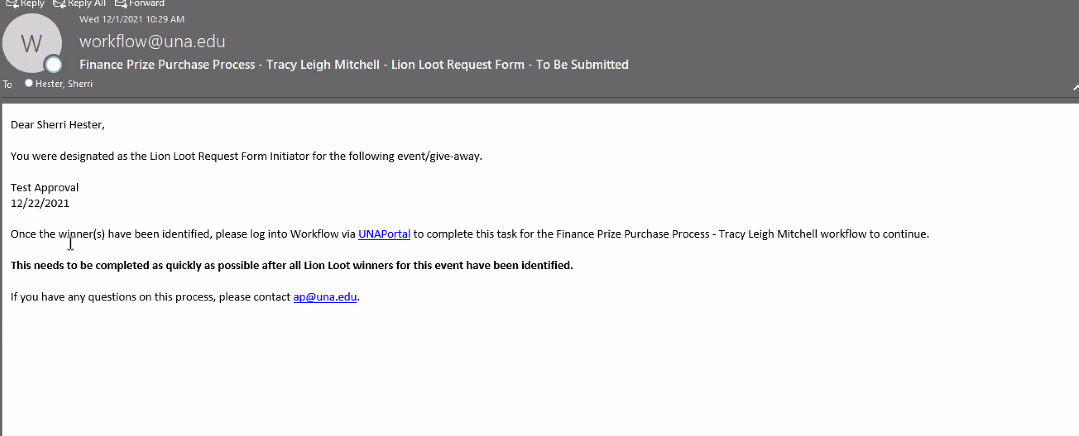 Reply Reply All Forward
Wed 12/1/2021 10:29 AM
W
workflow@una.edu
Finance Prize Purchase Process - Tracy Leigh Mitchell - Lion Loot Request Form - To Be Submitted
To Hester, Sherri
Dear Sherri Hester,
You were designated as the Lion Loot Request Form Initiator for the following event/give-away.
Test Approval
12/22/2021
Once the winner(s) have been identified, please log into Workflow via UNAPortal to complete this task for the Finance Prize Purchase Process - Tracy Leigh Mitchell workflow to continue.
This needs to be completed as quickly as possible after all Lion Loot winners for this event have been identified.
If you have any questions on this process, please contact ap@una.edu.